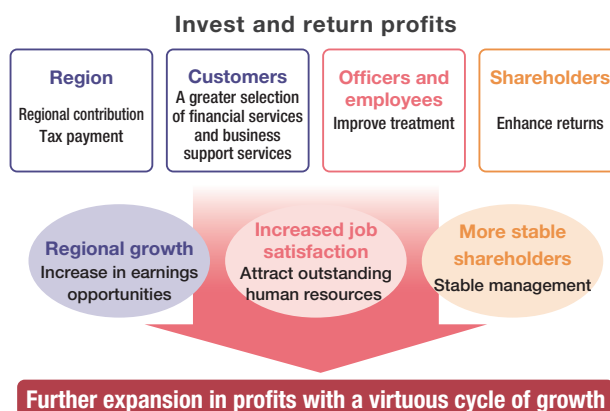 Invest and return profits
Region
Regional contribution
Tax payment
Customers
A greater selection
of financial services
and business
support services
Officers and
employees
Improve treatment
Shareholders
Enhance returns
Regional growth
Increase in earnings
opportunities
Increased job
satisfaction
Attract outstanding
human resources
More stable
shareholders
Stable management
Further expansion in profits with a virtuous cycle of growth